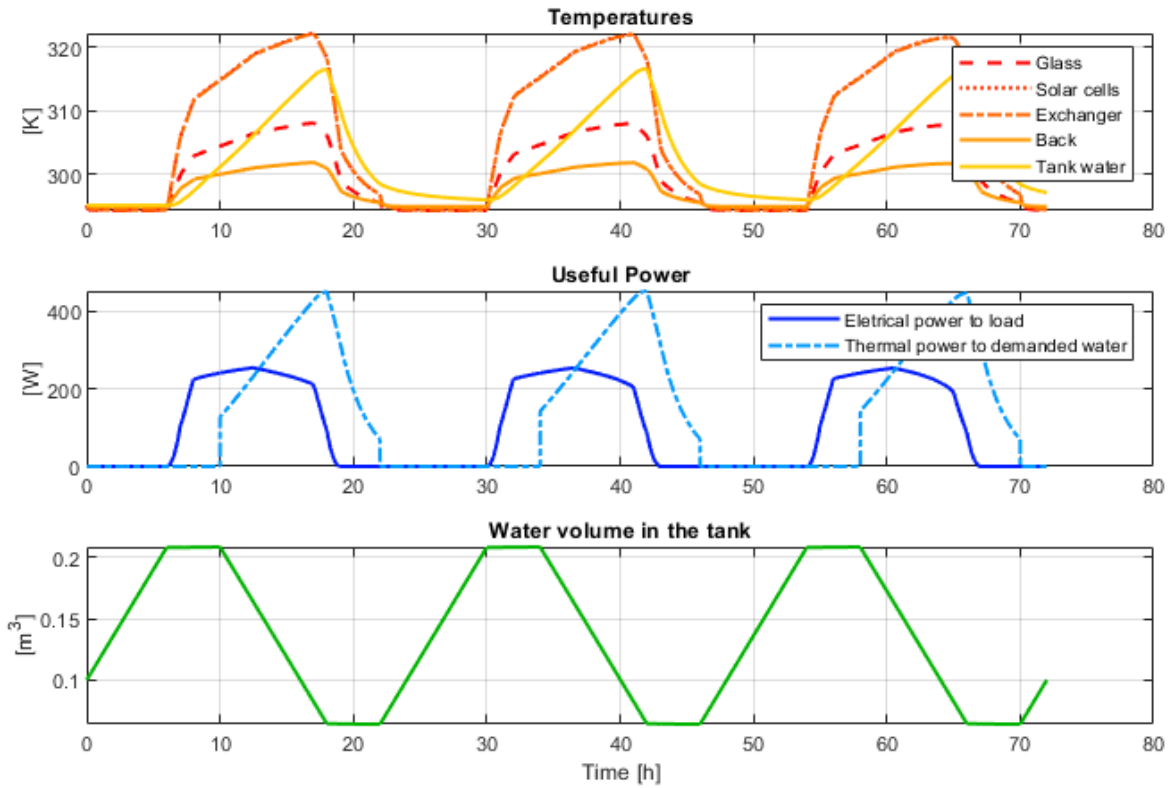 Temperatures
[K]
320
310
300
Glass
Solar cells
Exchanger
Back
Tank water
0 10 20 30 40 50 60 70 80
Useful Power
[W]
400
200
0
Eletrical power to load
Thermal power to demanded water
0 10 20 30 40 50 60 70 80
Water volume in the tank
[m³]
0.2
0.15
0.1
0 10 20 30 40 50 60 70 80
Time [h]